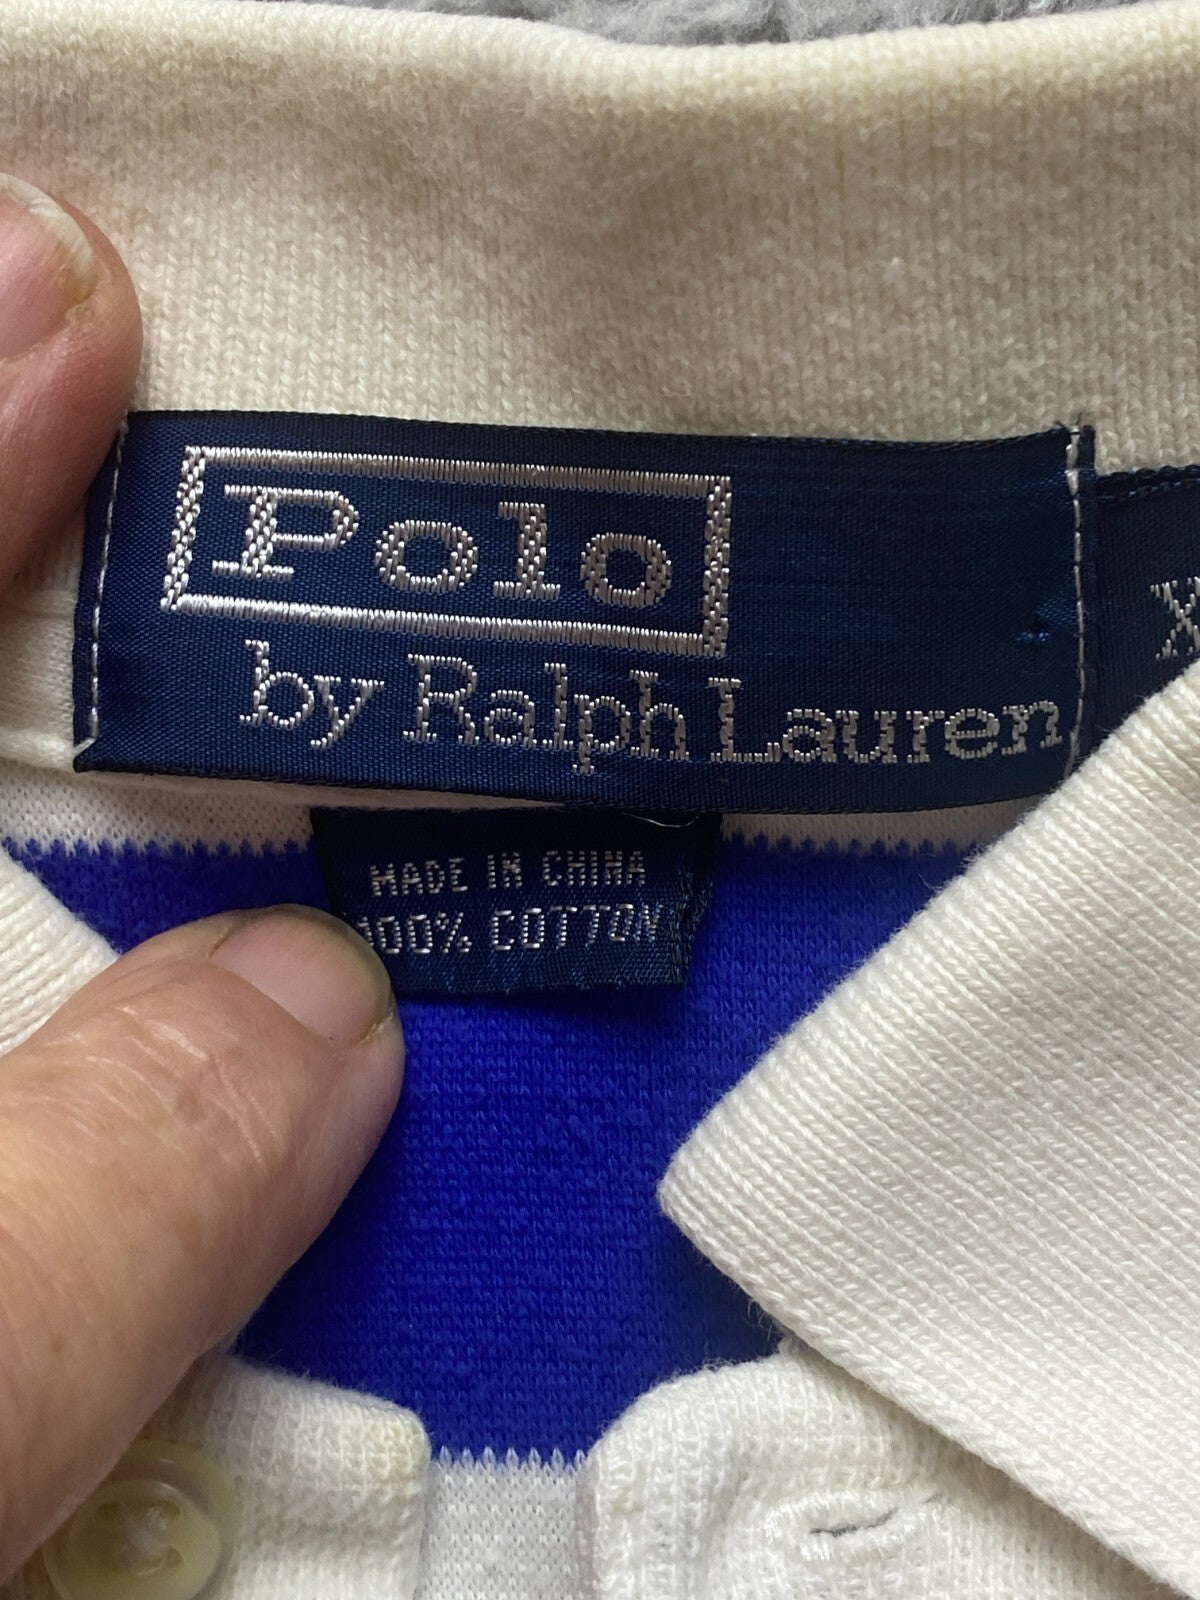 Polo
by Ralph Lauren
MADE IN CHINA
100% COTTON